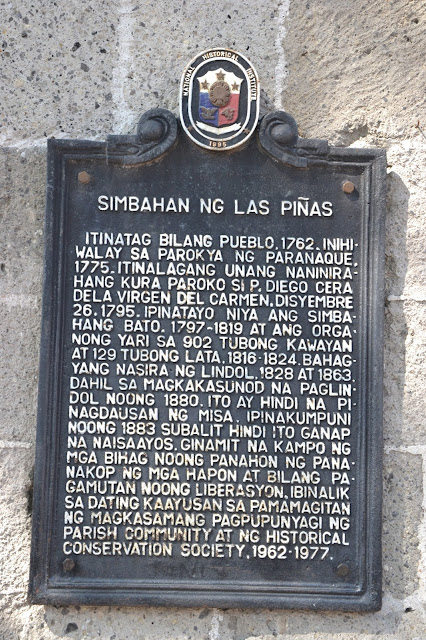 NATIONAL HISTORICAL INSTITUTE
1995
SIMBAHAN NG LAS PIÑAS
ITINATAG BILANG PUEBLO, 1762. INIHI-
WALAY SA PAROKYA NG PARAÑAQUE,
1775. ITINALAGANG UNANG NANINIRA-
HANG KURA PAROKO SI P. DIEGO CERA
DELA VIRGEN DEL CARMEN, DISYEMBRE
26, 1795. IPINATAYO NIYA ANG SIMBA-
HANG BATO, 1797-1819 AT ANG ORGA-
NONG YARI SA 902 TUBONG KAWAYAN
AT 129 TUBONG LATA, 1816-1824. BAHAG-
YANG NASIRA NG LINDOL, 1828 AT 1863
DAHIL SA MAGKAKASUNOD NA PAGLIN-
DOL NOONG 1880. ITO AY HINDI NA PI-
NAGDAUSAN NG MISA. IPINAKUMPUNI
NOONG 1883 SUBALIT HINDI ITO GANAP
NA NAISAAYOS. GINAMIT NA KAMPO NG
MGA BIHAG NOONG PANAHON NG PANA-
NAKOP NG MGA HAPON AT BILANG PA-
GAMUTAN NOONG LIBERASYON. IBINALIK
SA DATING KAAYUSAN SA PAMAMAGITAN
NG MAGKASAMANG PAGPUPUNYAGI NG
PARISH COMMUNITY AT NG HISTORICAL
CONSERVATION SOCIETY, 1962-1977.